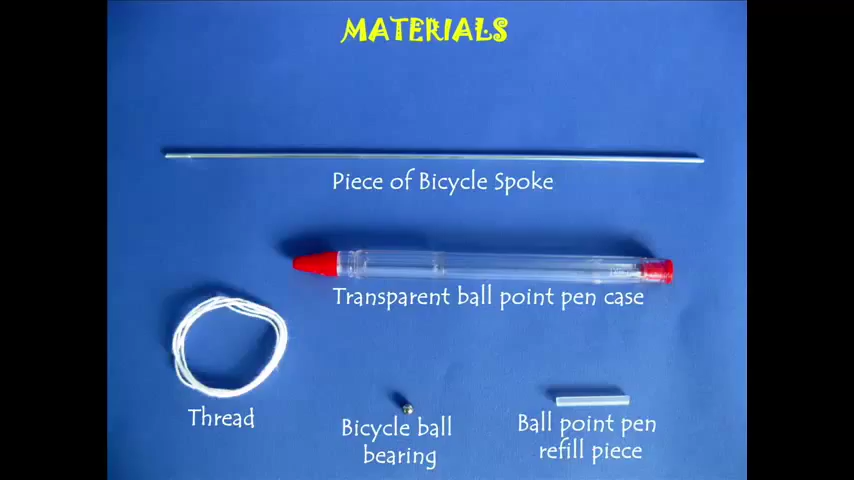 MATERIALS
Piece of Bicycle Spoke
Transparent ball point pen case
Thread
Bicycle ball
bearing
Ball point pen
refill piece